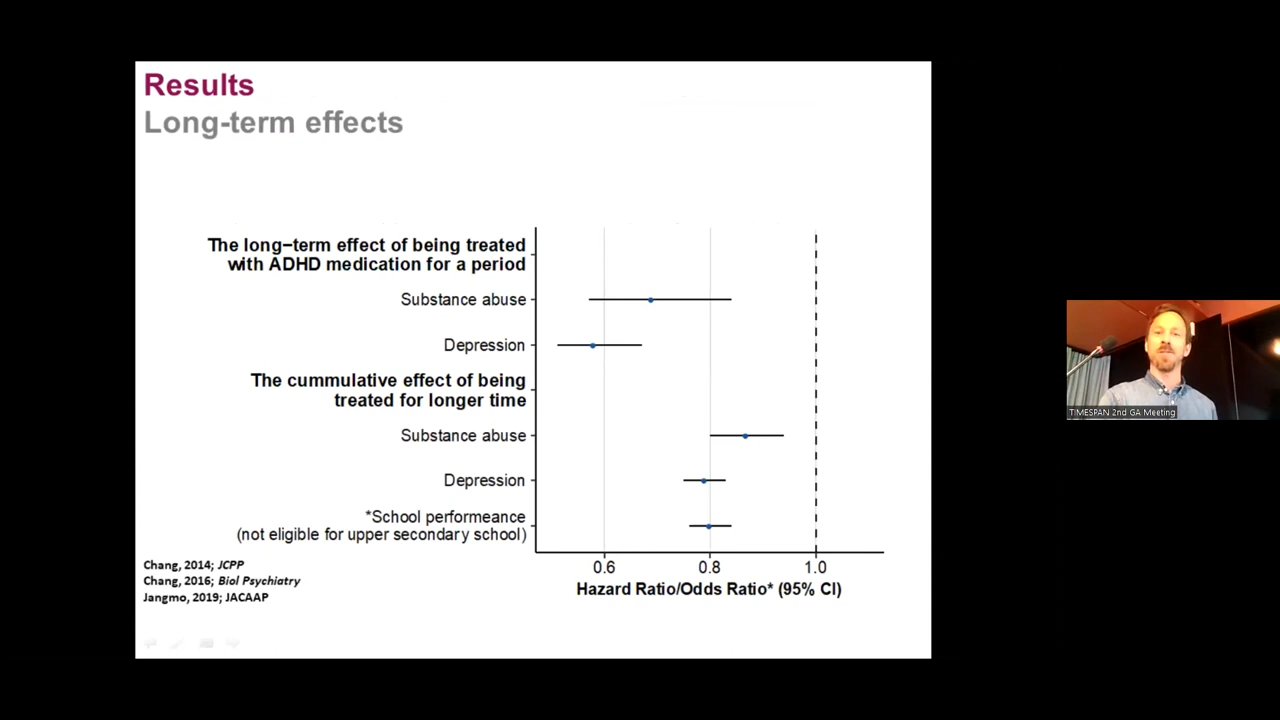 Results
Long-term effects
The long-term effect of being treated
with ADHD medication for a period
Substance abuse
Depression
The cummulative effect of being
treated for longer time
Substance abuse
Depression
*School performeance
(not eligible for upper secondary school)
0.6 0.8 1.0
Hazard Ratio/Odds Ratio* (95% CI)
Chang, 2014; JCPP
Chang, 2016; Biol Psychiatry
Jangmo, 2019; JACAAP
TIMESPAN 2nd GA Meeting